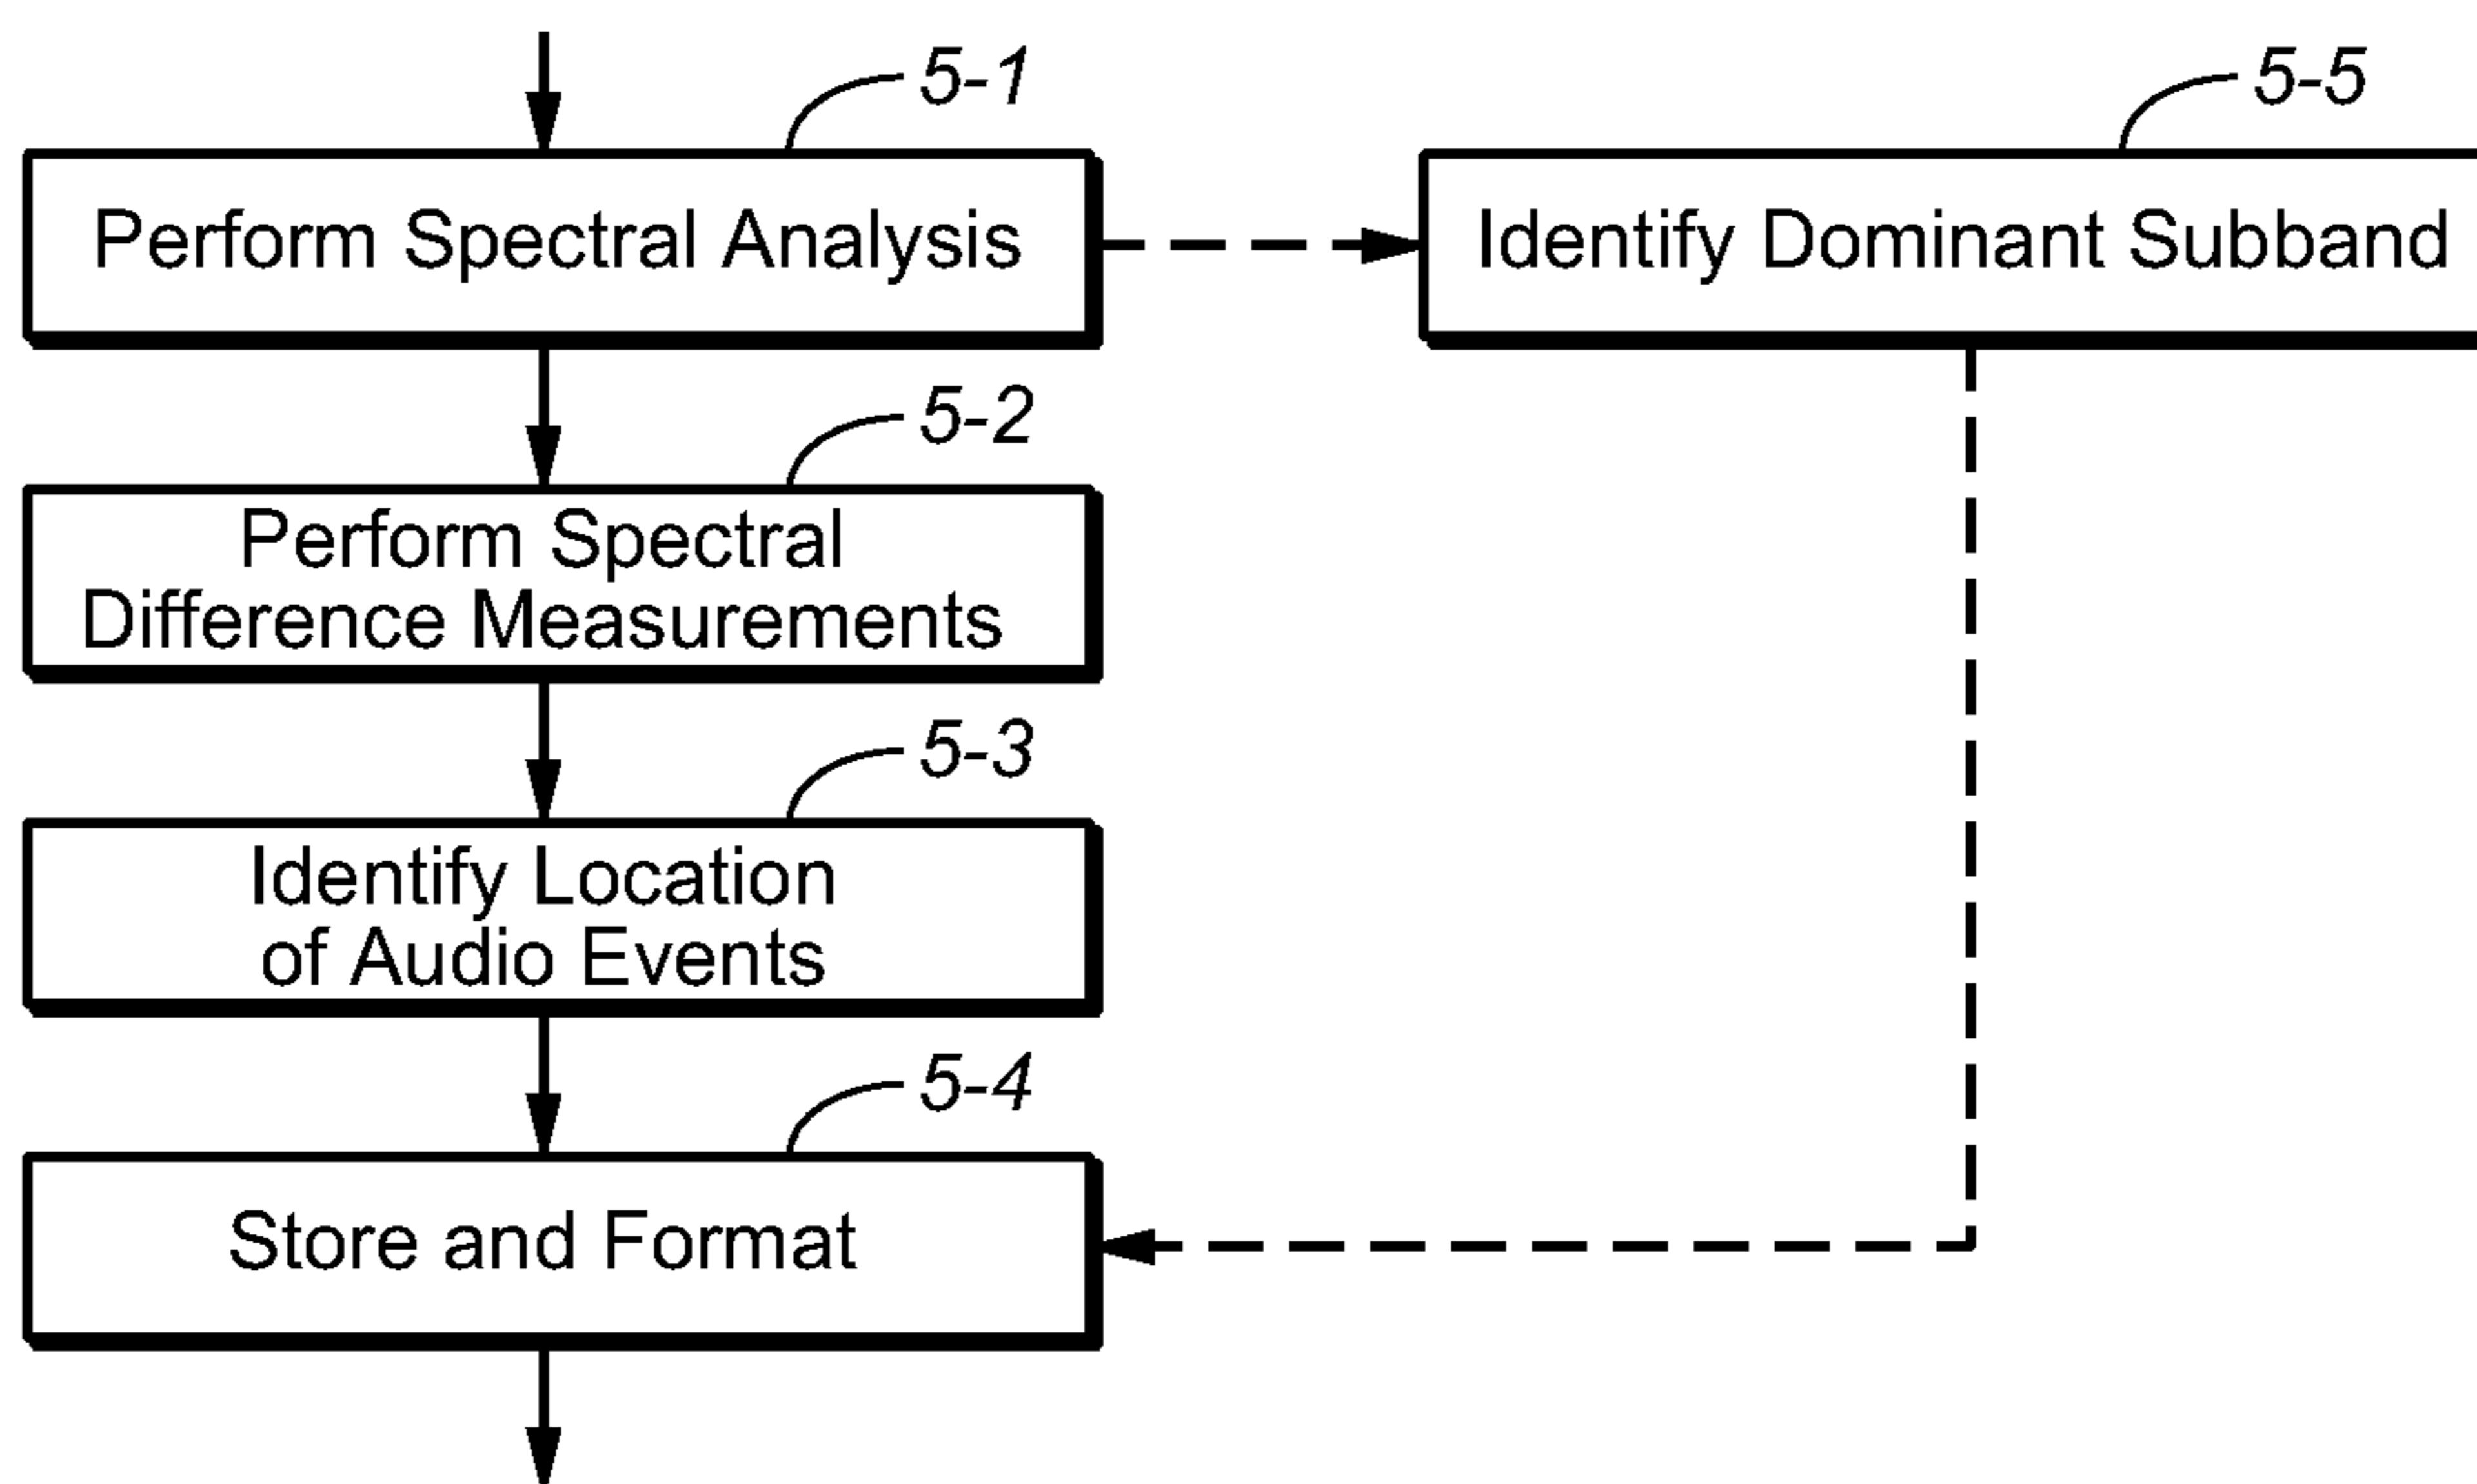 5-1
5-5
Perform Spectral Analysis
Identify Dominant Subband
5-2
Perform Spectral
Difference Measurements
5-3
Identify Location
of Audio Events
5-4
Store and Format